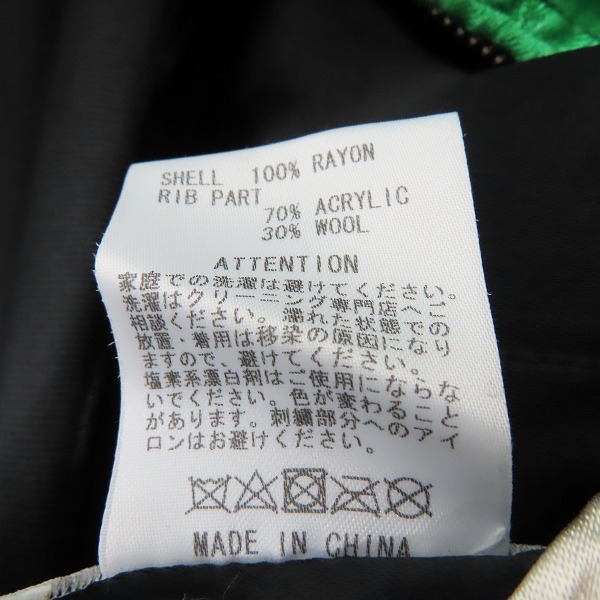 SHELL 100% RAYON
RIB PART
70% ACRYLIC
30% WOOL
ATTENTION
家庭での洗濯は避けてください。
洗濯はクリーニング専門店へご
相談ください。濡れた状態での
放置・着用は移染の原因になり
ますので、避けてください。
塩素系漂白剤はご使用にならな
いでください。色が変わること
があります。刺繍部分へのアイ
ロンはお避けください。
MADE IN CHINA